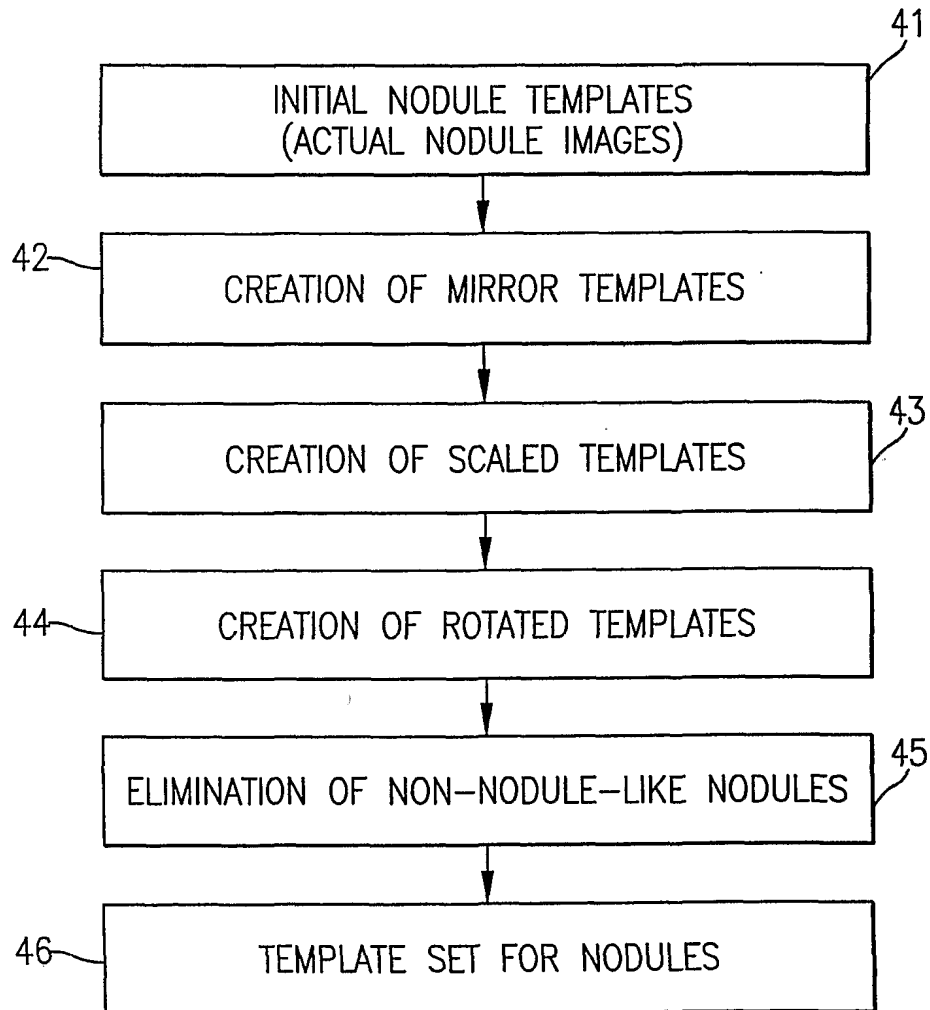 41
INITIAL NODULE TEMPLATES
(ACTUAL NODULE IMAGES)
42
CREATION OF MIRROR TEMPLATES
43
CREATION OF SCALED TEMPLATES
44
CREATION OF ROTATED TEMPLATES
45
ELIMINATION OF NON-NODULE-LIKE NODULES
46
TEMPLATE SET FOR NODULES